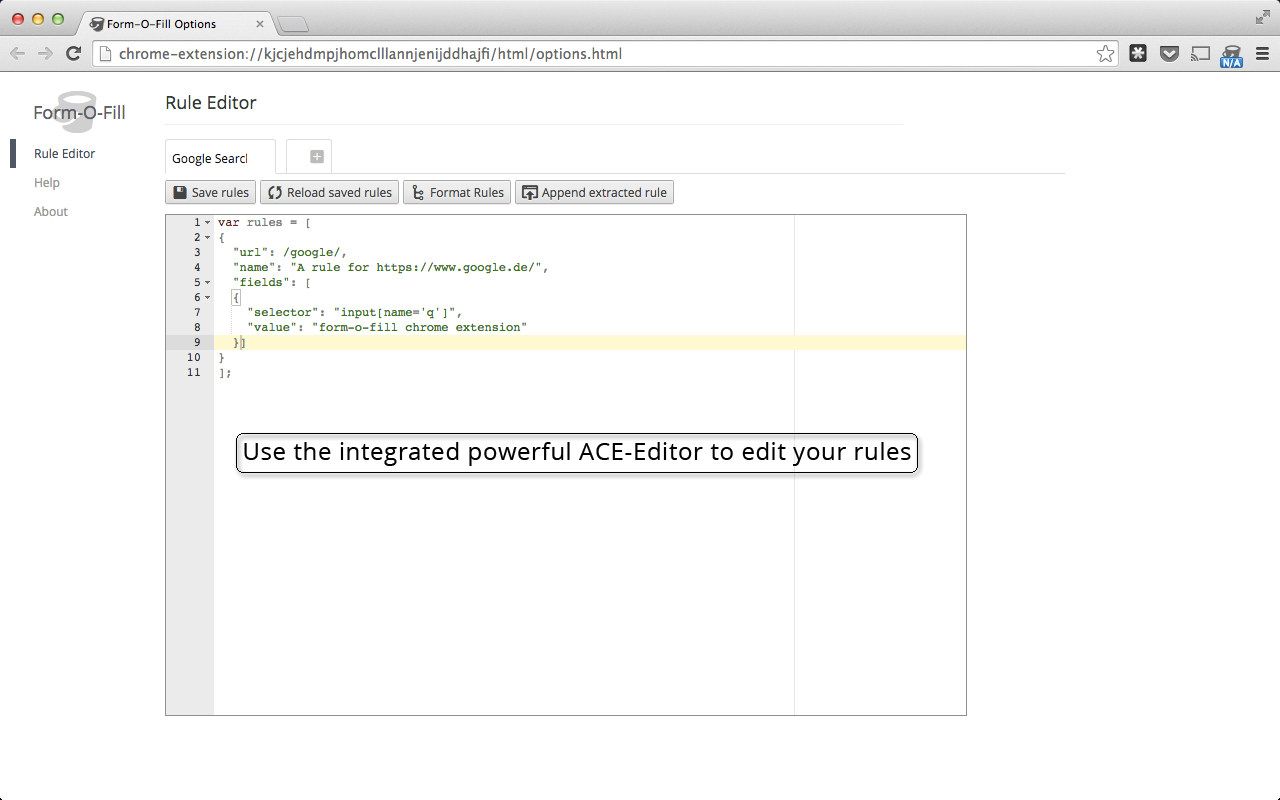 Form-O-Fill Options
chrome-extension://kjcjehdmpjhomclllannjenijddhajfi/html/options.html
N/A
Form-O-Fill
Rule Editor
Help
About
Rule Editor
Google Search
Save rules
Reload saved rules
Format Rules
Append extracted rule
1 var rules = [
2 {
3 "url": /google/,
4 "name": "A rule for https://www.google.de/",
5 "fields": [
6 {
7 "selector": "input[name='q']",
8 "value": "form-o-fill chrome extension"
9 }]
10 }
11 ];
Use the integrated powerful ACE-Editor to edit your rules